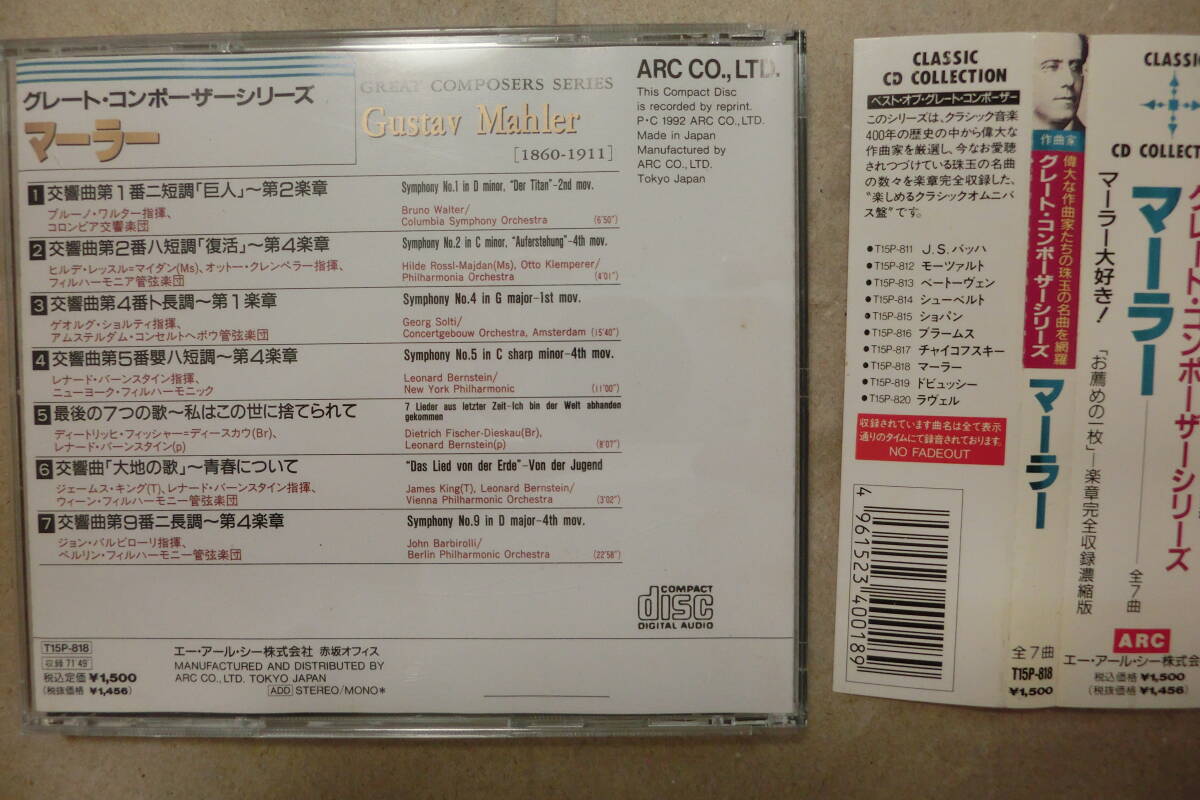 グレート・コンポーザーシリーズ
マーラー
GREAT COMPOSERS SERIES
Gustav Mahler
[1860-1911]
ARC CO., LTD.
This Compact Disc
is recorded by reprint.
P・C 1992 ARC CO., LTD.
Made in Japan
Manufactured by
ARC CO., LTD.
Tokyo Japan
1 交響曲第1番ニ短調「巨人」〜第2楽章
ブルーノ・ワルター指揮、
コロンビア交響楽団
Symphony No.1 in D minor, "Der Titan"-2nd mov.
Bruno Walter/
Columbia Symphony Orchestra (6'50")
2 交響曲第2番ハ短調「復活」〜第4楽章
ヒルデ・レッスル=マイダン(Ms)、オットー・クレンペラー指揮、
フィルハーモニア管弦楽団
Symphony No.2 in C minor, "Auferstehung"-4th mov.
Hilde Rossl-Majdan(Ms), Otto Klemperer/
Philharmonia Orchestra (4'01")
3 交響曲第4番ト長調〜第1楽章
ゲオルグ・ショルティ指揮、
アムステルダム・コンセルトヘボウ管弦楽団
Symphony No.4 in G major-1st mov.
Georg Solti/
Concertgebouw Orchestra, Amsterdam (15'40")
4 交響曲第5番嬰ハ短調〜第4楽章
レナード・バーンスタイン指揮、
ニューヨーク・フィルハーモニック
Symphony No.5 in C sharp minor-4th mov.
Leonard Bernstein/
New York Philharmonic (11'00")
5 最後の7つの歌〜私はこの世に捨てられて
ディートリッヒ・フィッシャー=ディースカウ(Br)、
レナード・バーンスタイン(p)
7 Lieder aus letzter Zeit-Ich bin der Welt abhanden
gekommen
Dietrich Fischer-Dieskau(Br),
Leonard Bernstein(p) (8'07")
6 交響曲「大地の歌」〜青春について
ジェームス・キング(T)、レナード・バーンスタイン指揮、
ウィーン・フィルハーモニー管弦楽団
"Das Lied von der Erde"-Von der Jugend
James King(T), Leonard Bernstein/
Vienna Philharmonic Orchestra (3'02")
7 交響曲第9番ニ長調〜第4楽章
ジョン・バルビローリ指揮、
ベルリン・フィルハーモニー管弦楽団
Symphony No.9 in D major-4th mov.
John Barbirolli/
Berlin Philharmonic Orchestra (22'58")
COMPACT
disc
DIGITAL AUDIO
T15P-818
収録 71'49"
税込定価 ¥1,500
(税抜価格 ¥1,456)
エー・アール・シー株式会社 赤坂オフィス
MANUFACTURED AND DISTRIBUTED BY
ARC CO., LTD. TOKYO JAPAN
ADD STEREO/MONO*
CLASSIC
CD COLLECTION
ベスト・オブ・グレート・コンポーザー
このシリーズは、クラシック音楽
400年の歴史の中から偉大な
作曲家を厳選し、今なお愛聴
されつづけている珠玉の名曲
の数々を楽章完全収録した、
"楽しめるクラシックオムニバ
ス盤"です。
●T15P-811 J.S.バッハ
●T15P-812 モーツァルト
●T15P-813 ベートーヴェン
●T15P-814 シューベルト
●T15P-815 ショパン
●T15P-816 ブラームス
●T15P-817 チャイコフスキー
●T15P-818 マーラー
●T15P-819 ドビュッシー
●T15P-820 ラヴェル
収録されています曲名は全て表示
通りのタイムにて録音されております。
NO FADEOUT
4961523400189
作曲家
偉大な作曲家たちの珠玉の名曲を網羅
グレート・コンポーザーシリーズ
マーラー
全7曲
T15P-818
¥1,500
CLASSIC
CD COLLECT
グレート・コンポーザーシリーズ
マーラー
全7曲
マーラー大好き!
「お薦めの一枚」―楽章完全収録濃縮版
ARC
エー・アール・シー株式会
税込価格 ¥1,500
(税抜価格 ¥1,456)